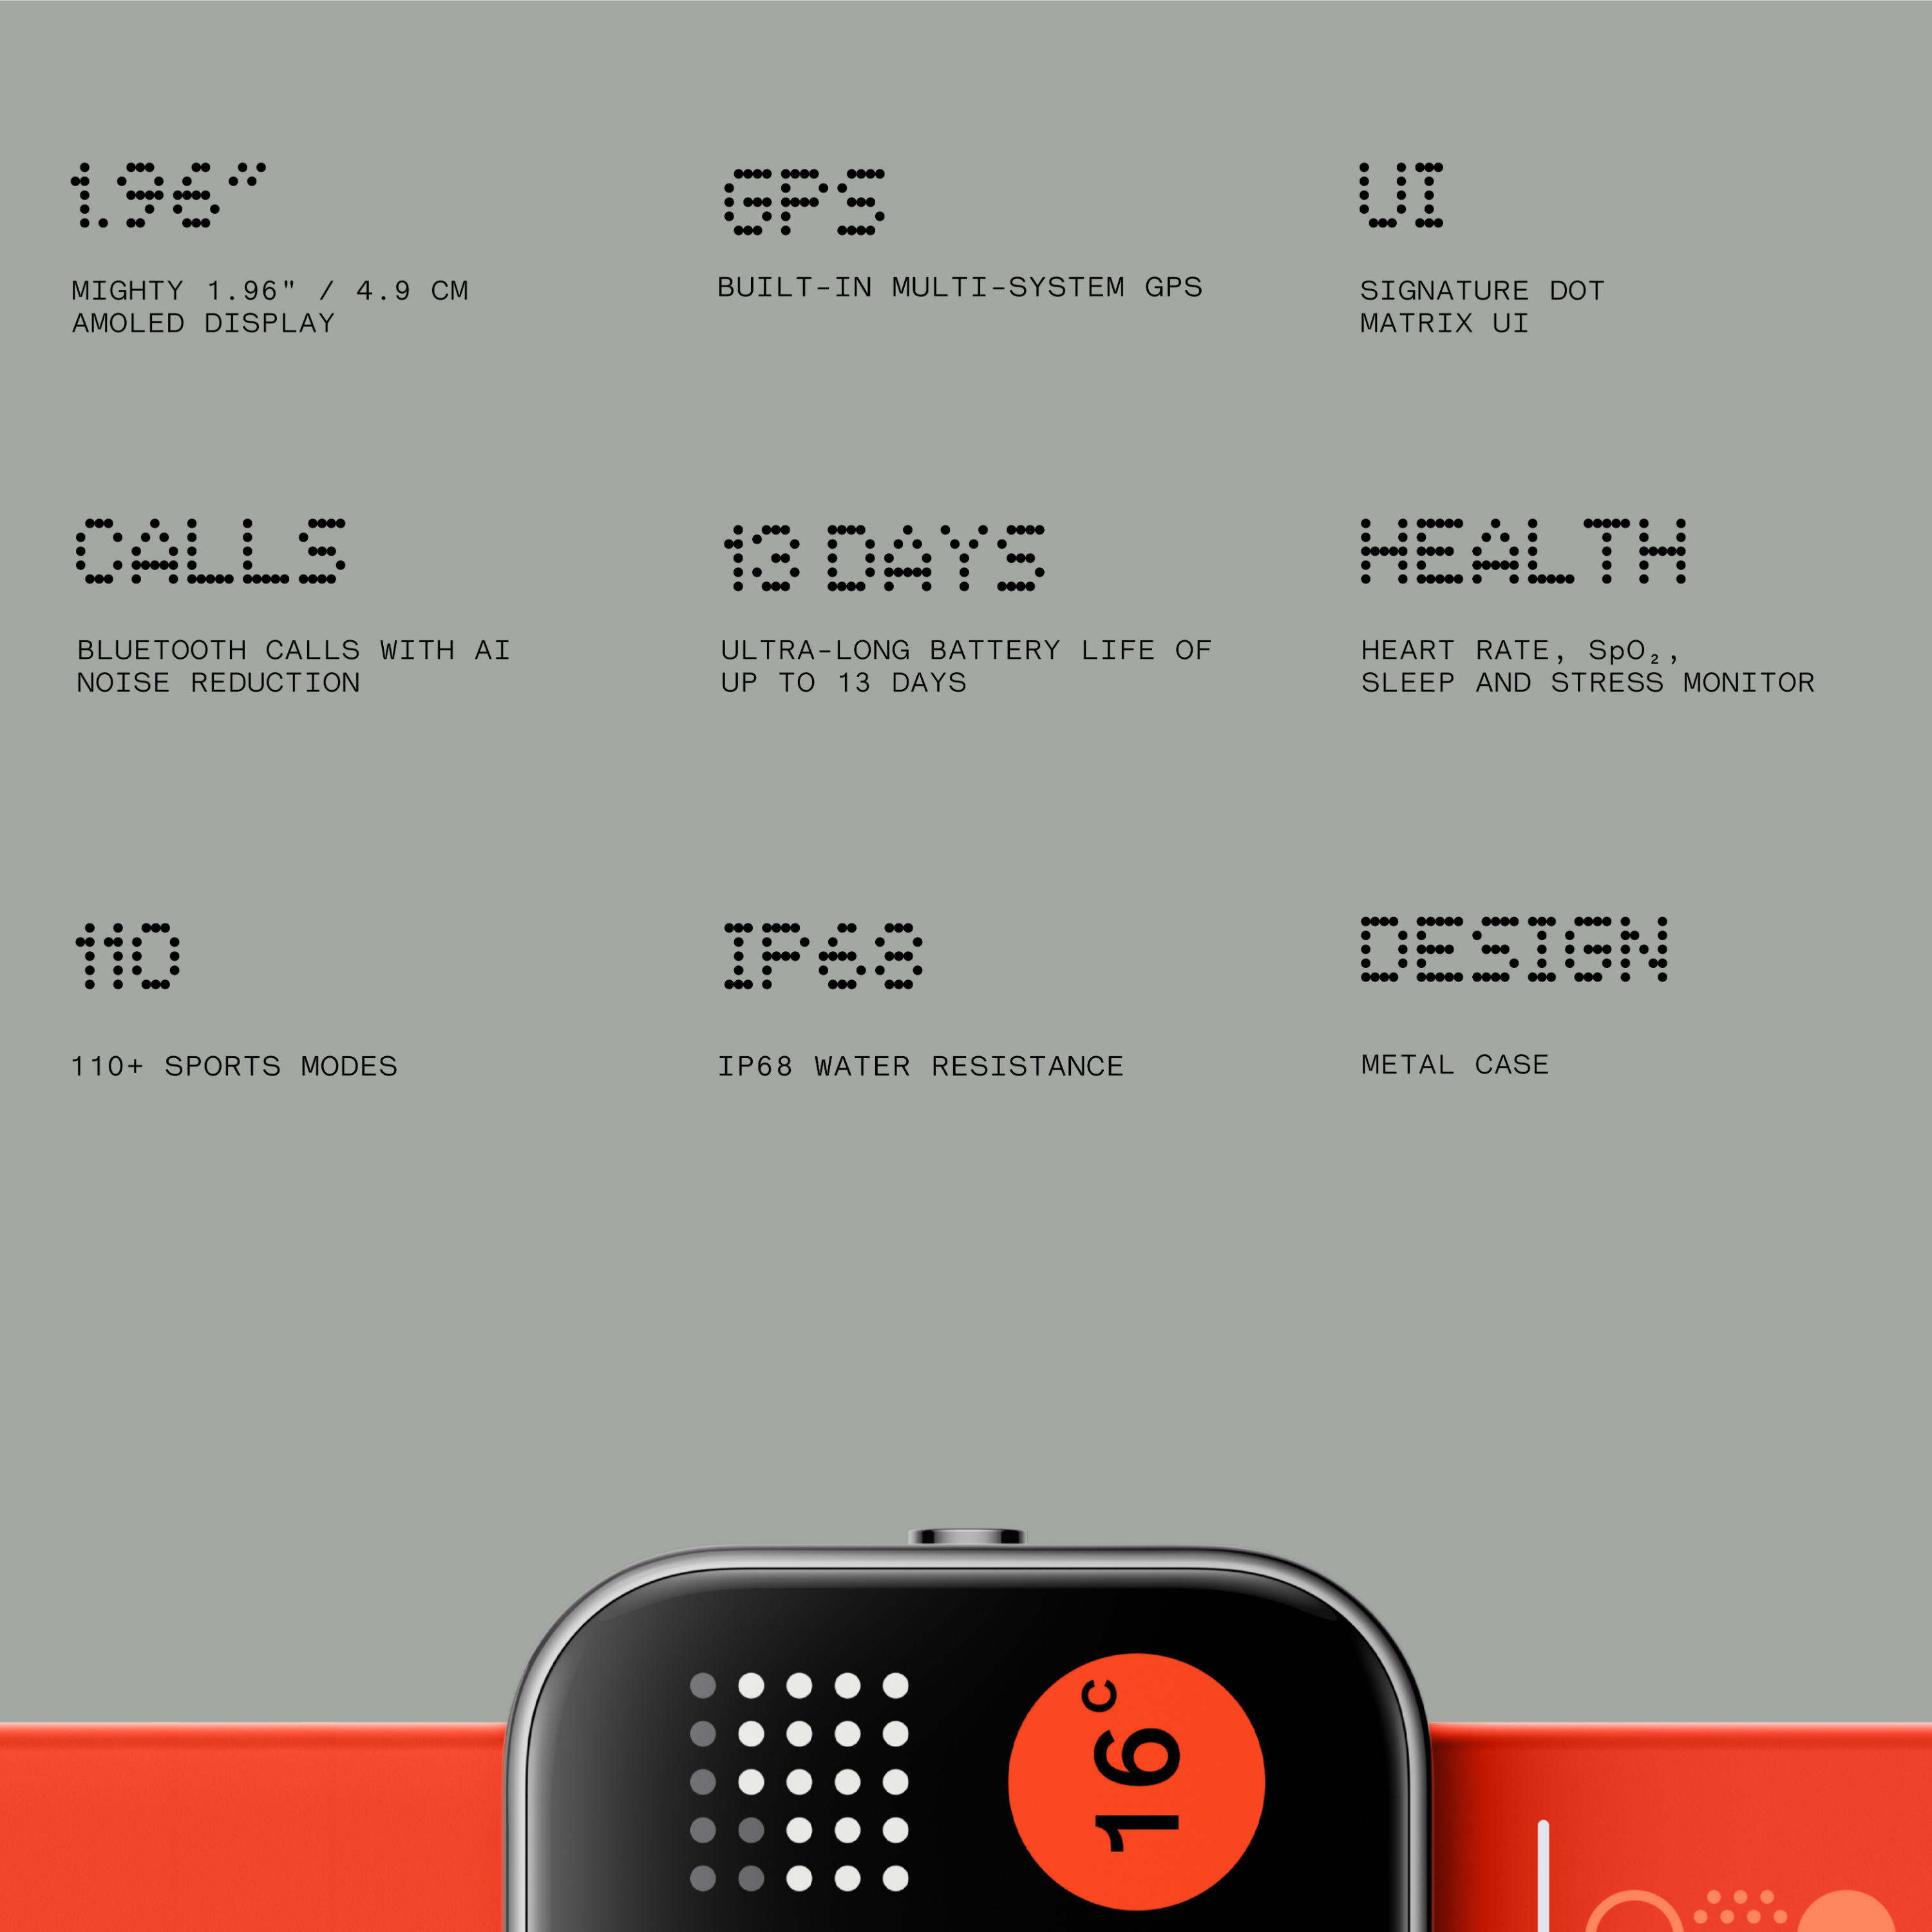 1.96"
MIGHTY 1.96" / 4.9 CM
AMOLED DISPLAY
GPS
BUILT-IN MULTI-SYSTEM GPS
UI
SIGNATURE DOT
MATRIX UI
CALLS
BLUETOOTH CALLS WITH AI
NOISE REDUCTION
13 DAYS
ULTRA-LONG BATTERY LIFE OF
UP TO 13 DAYS
HEALTH
HEART RATE, SpO₂,
SLEEP AND STRESS MONITOR
110
110+ SPORTS MODES
IP68
IP68 WATER RESISTANCE
DESIGN
METAL CASE
16C